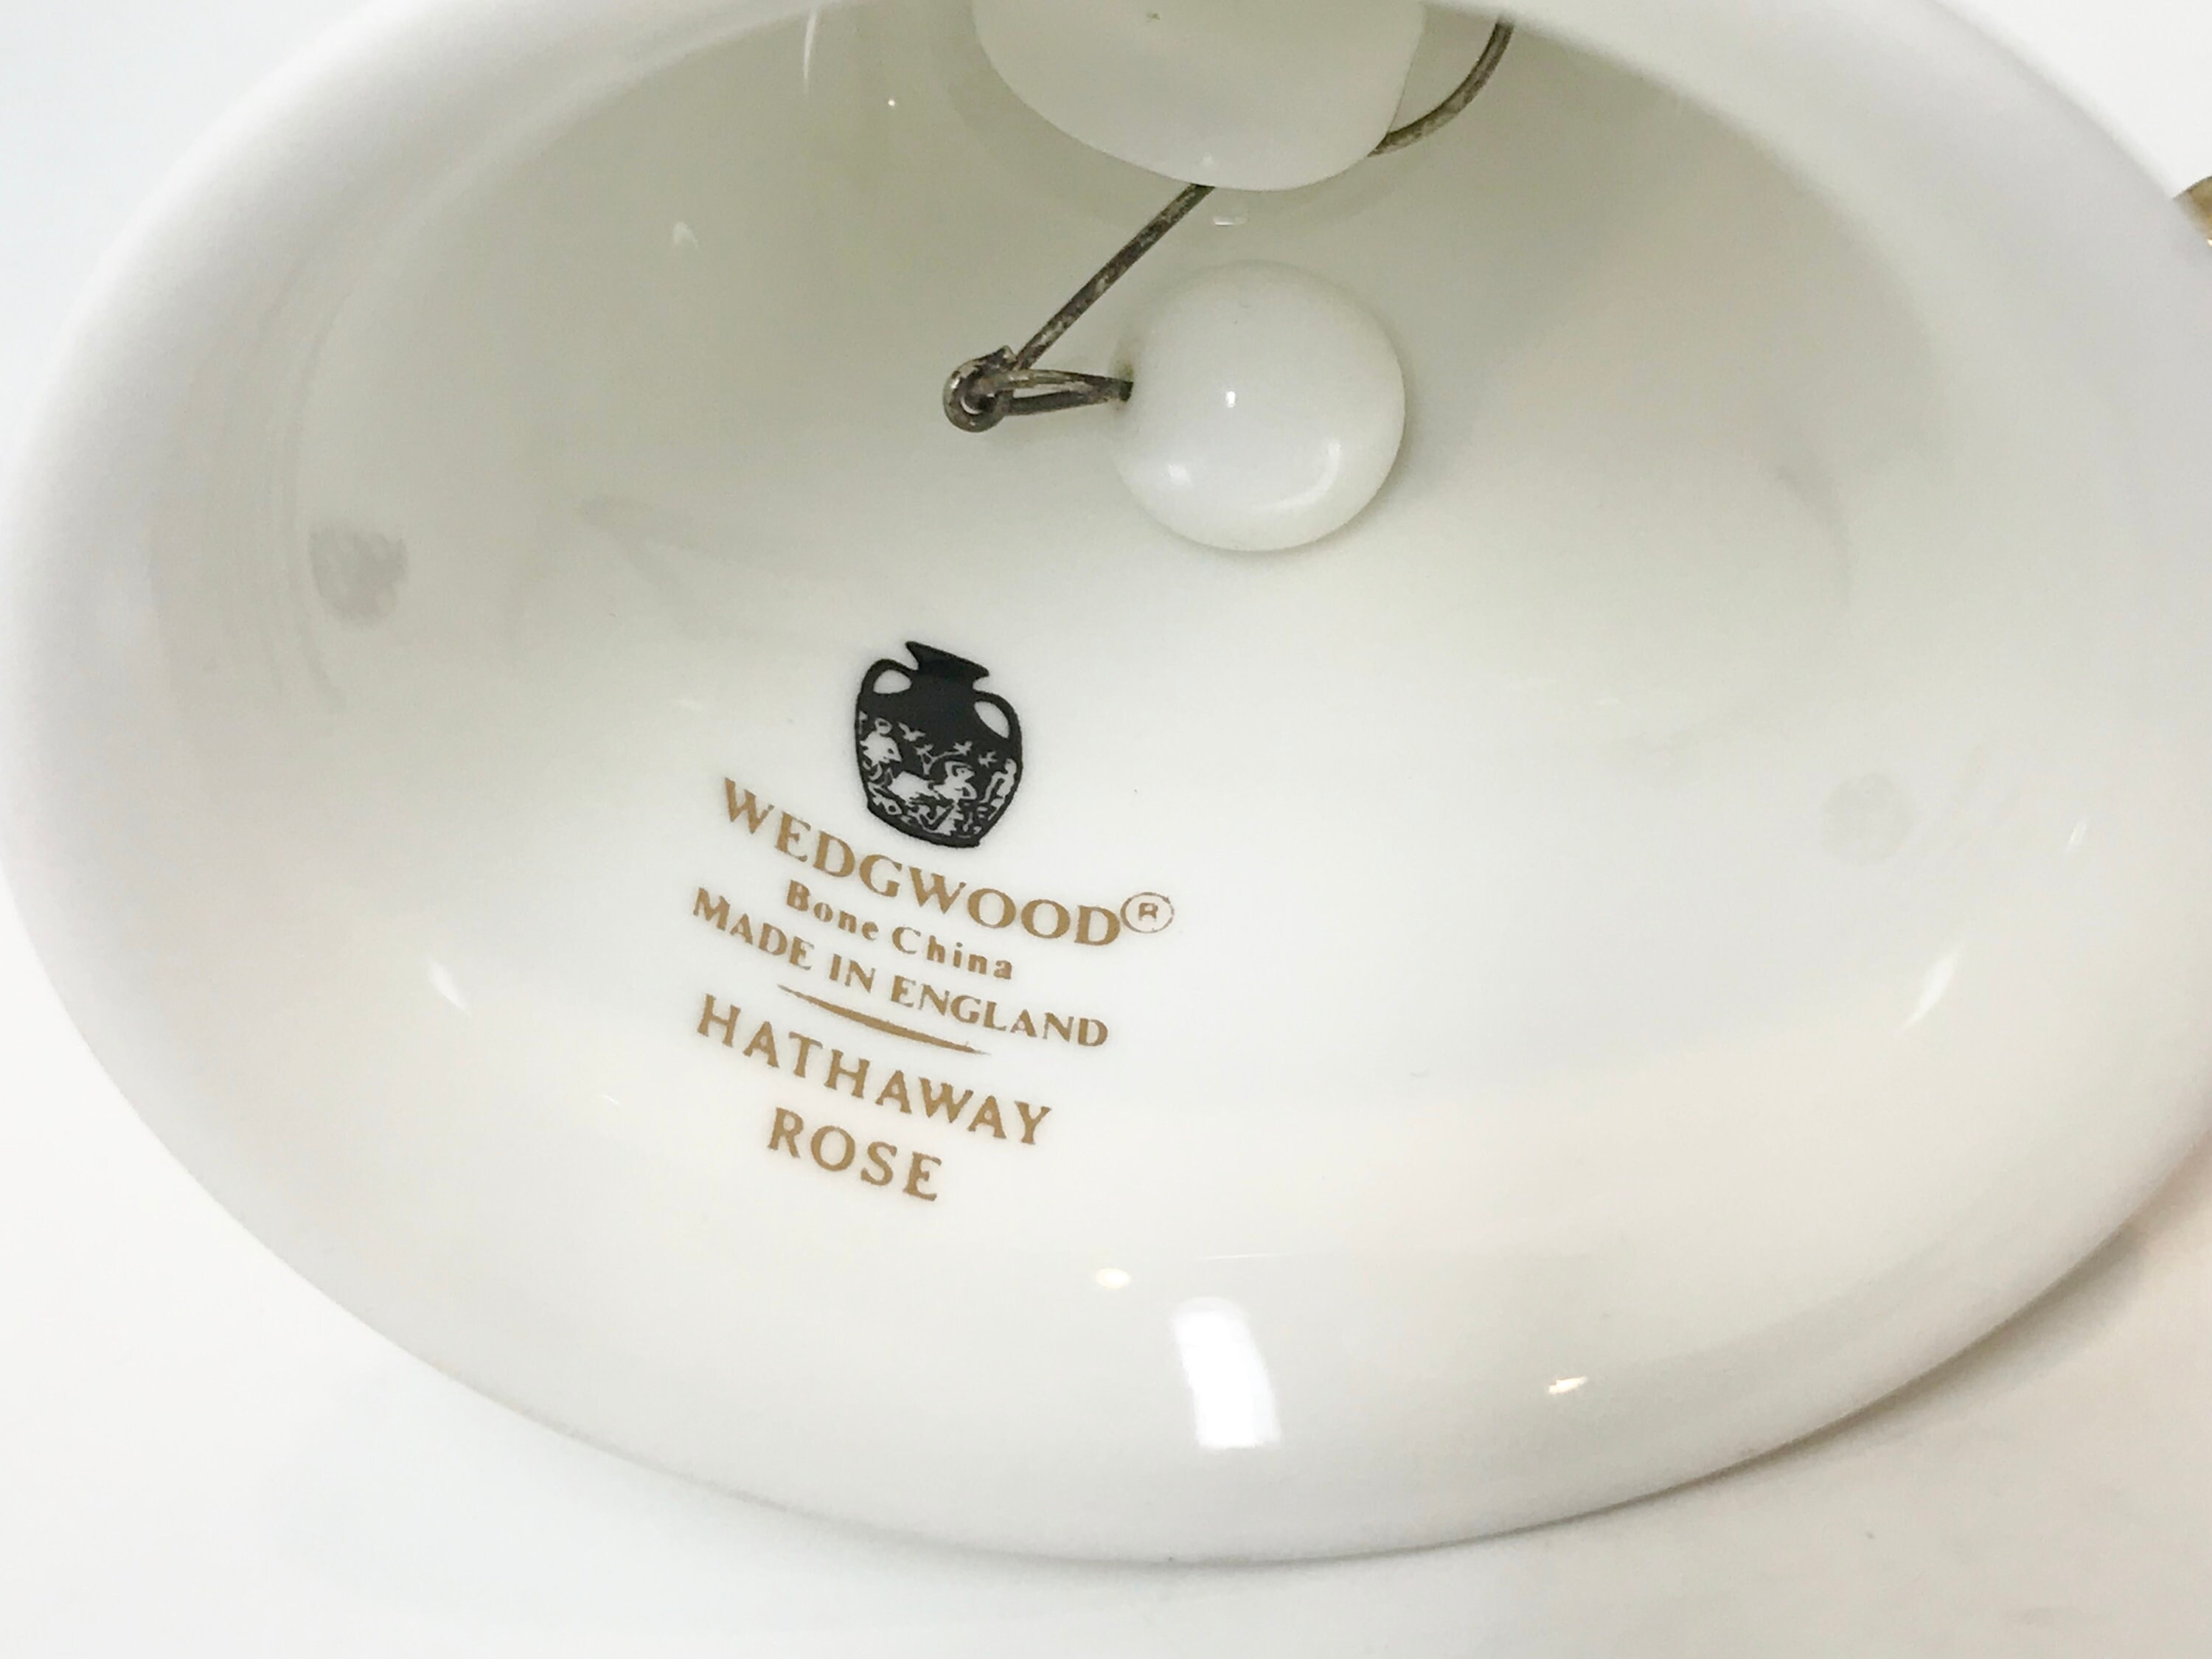 WEDGWOOD®
Bone China
MADE IN ENGLAND
HATHAWAY
ROSE